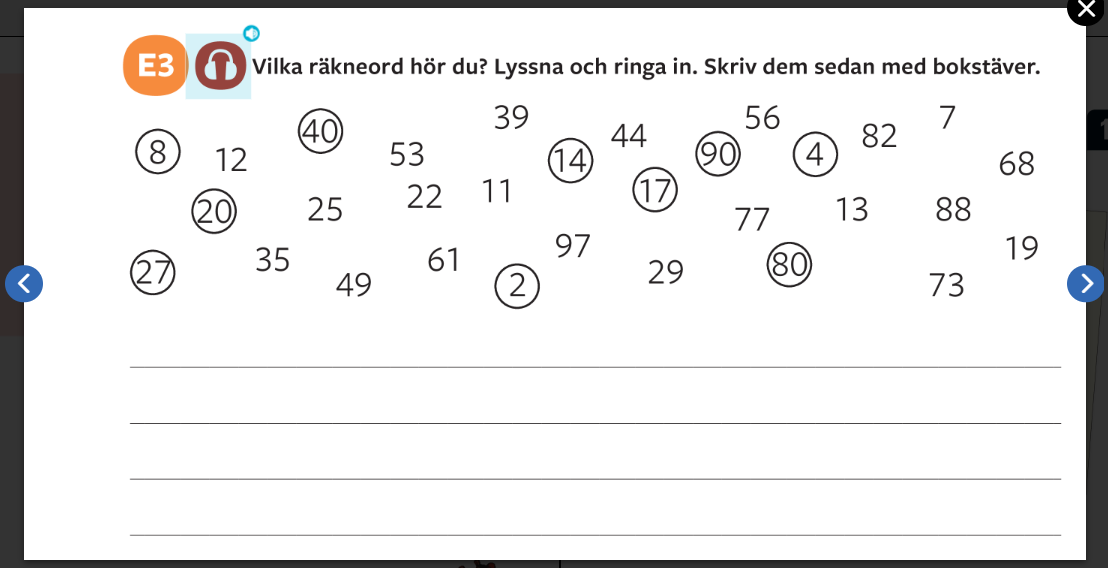 E3 Vilka räkneord hör du? Lyssna och ringa in. Skriv dem sedan med bokstäver.
8 12 40 53 39 14 44 90 56 4 82 7 68
20 25 22 11 17 77 13 88
27 35 49 61 2 97 29 80 73 19